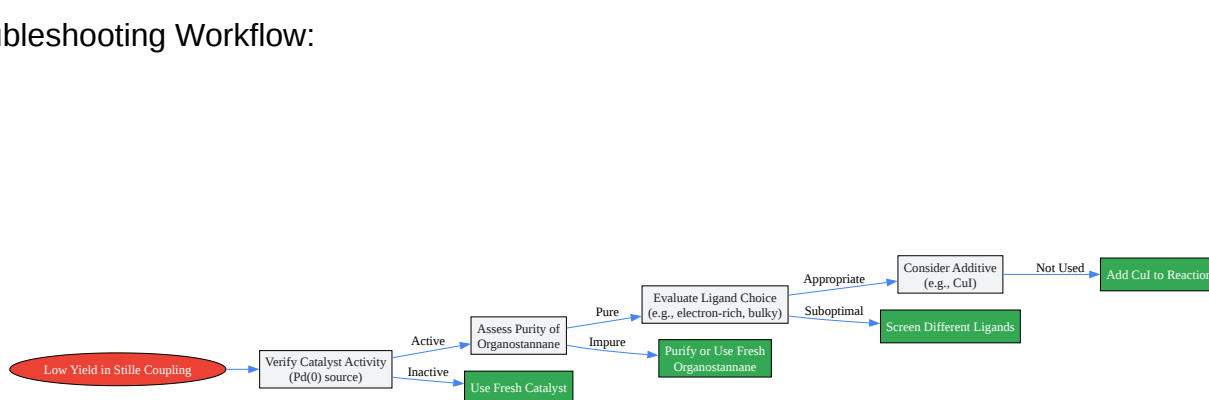 ubleshooting Workflow:
Low Yield in Stille Coupling
Verify Catalyst Activity
(Pd(0) source)
Active
Inactive
Use Fresh Catalyst
Assess Purity of
Organostannane
Pure
Impure
Purify or Use Fresh
Organostannane
Evaluate Ligand Choice
(e.g., electron-rich, bulky)
Appropriate
Suboptimal
Screen Different Ligands
Consider Additive
(e.g., CuI)
Not Used
Add CuI to Reaction